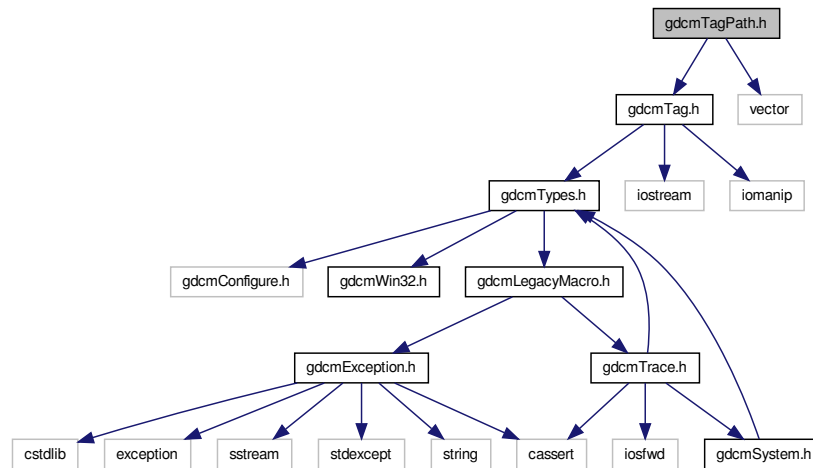 gdcmTagPath.h
gdcmTag.h
vector
gdcmTypes.h
iostream
iomanip
gdcmConfigure.h
gdcmWin32.h
gdcmLegacyMacro.h
gdcmException.h
gdcmTrace.h
cstdlib
exception
sstream
stdexcept
string
cassert
iosfwd
gdcmSystem.h